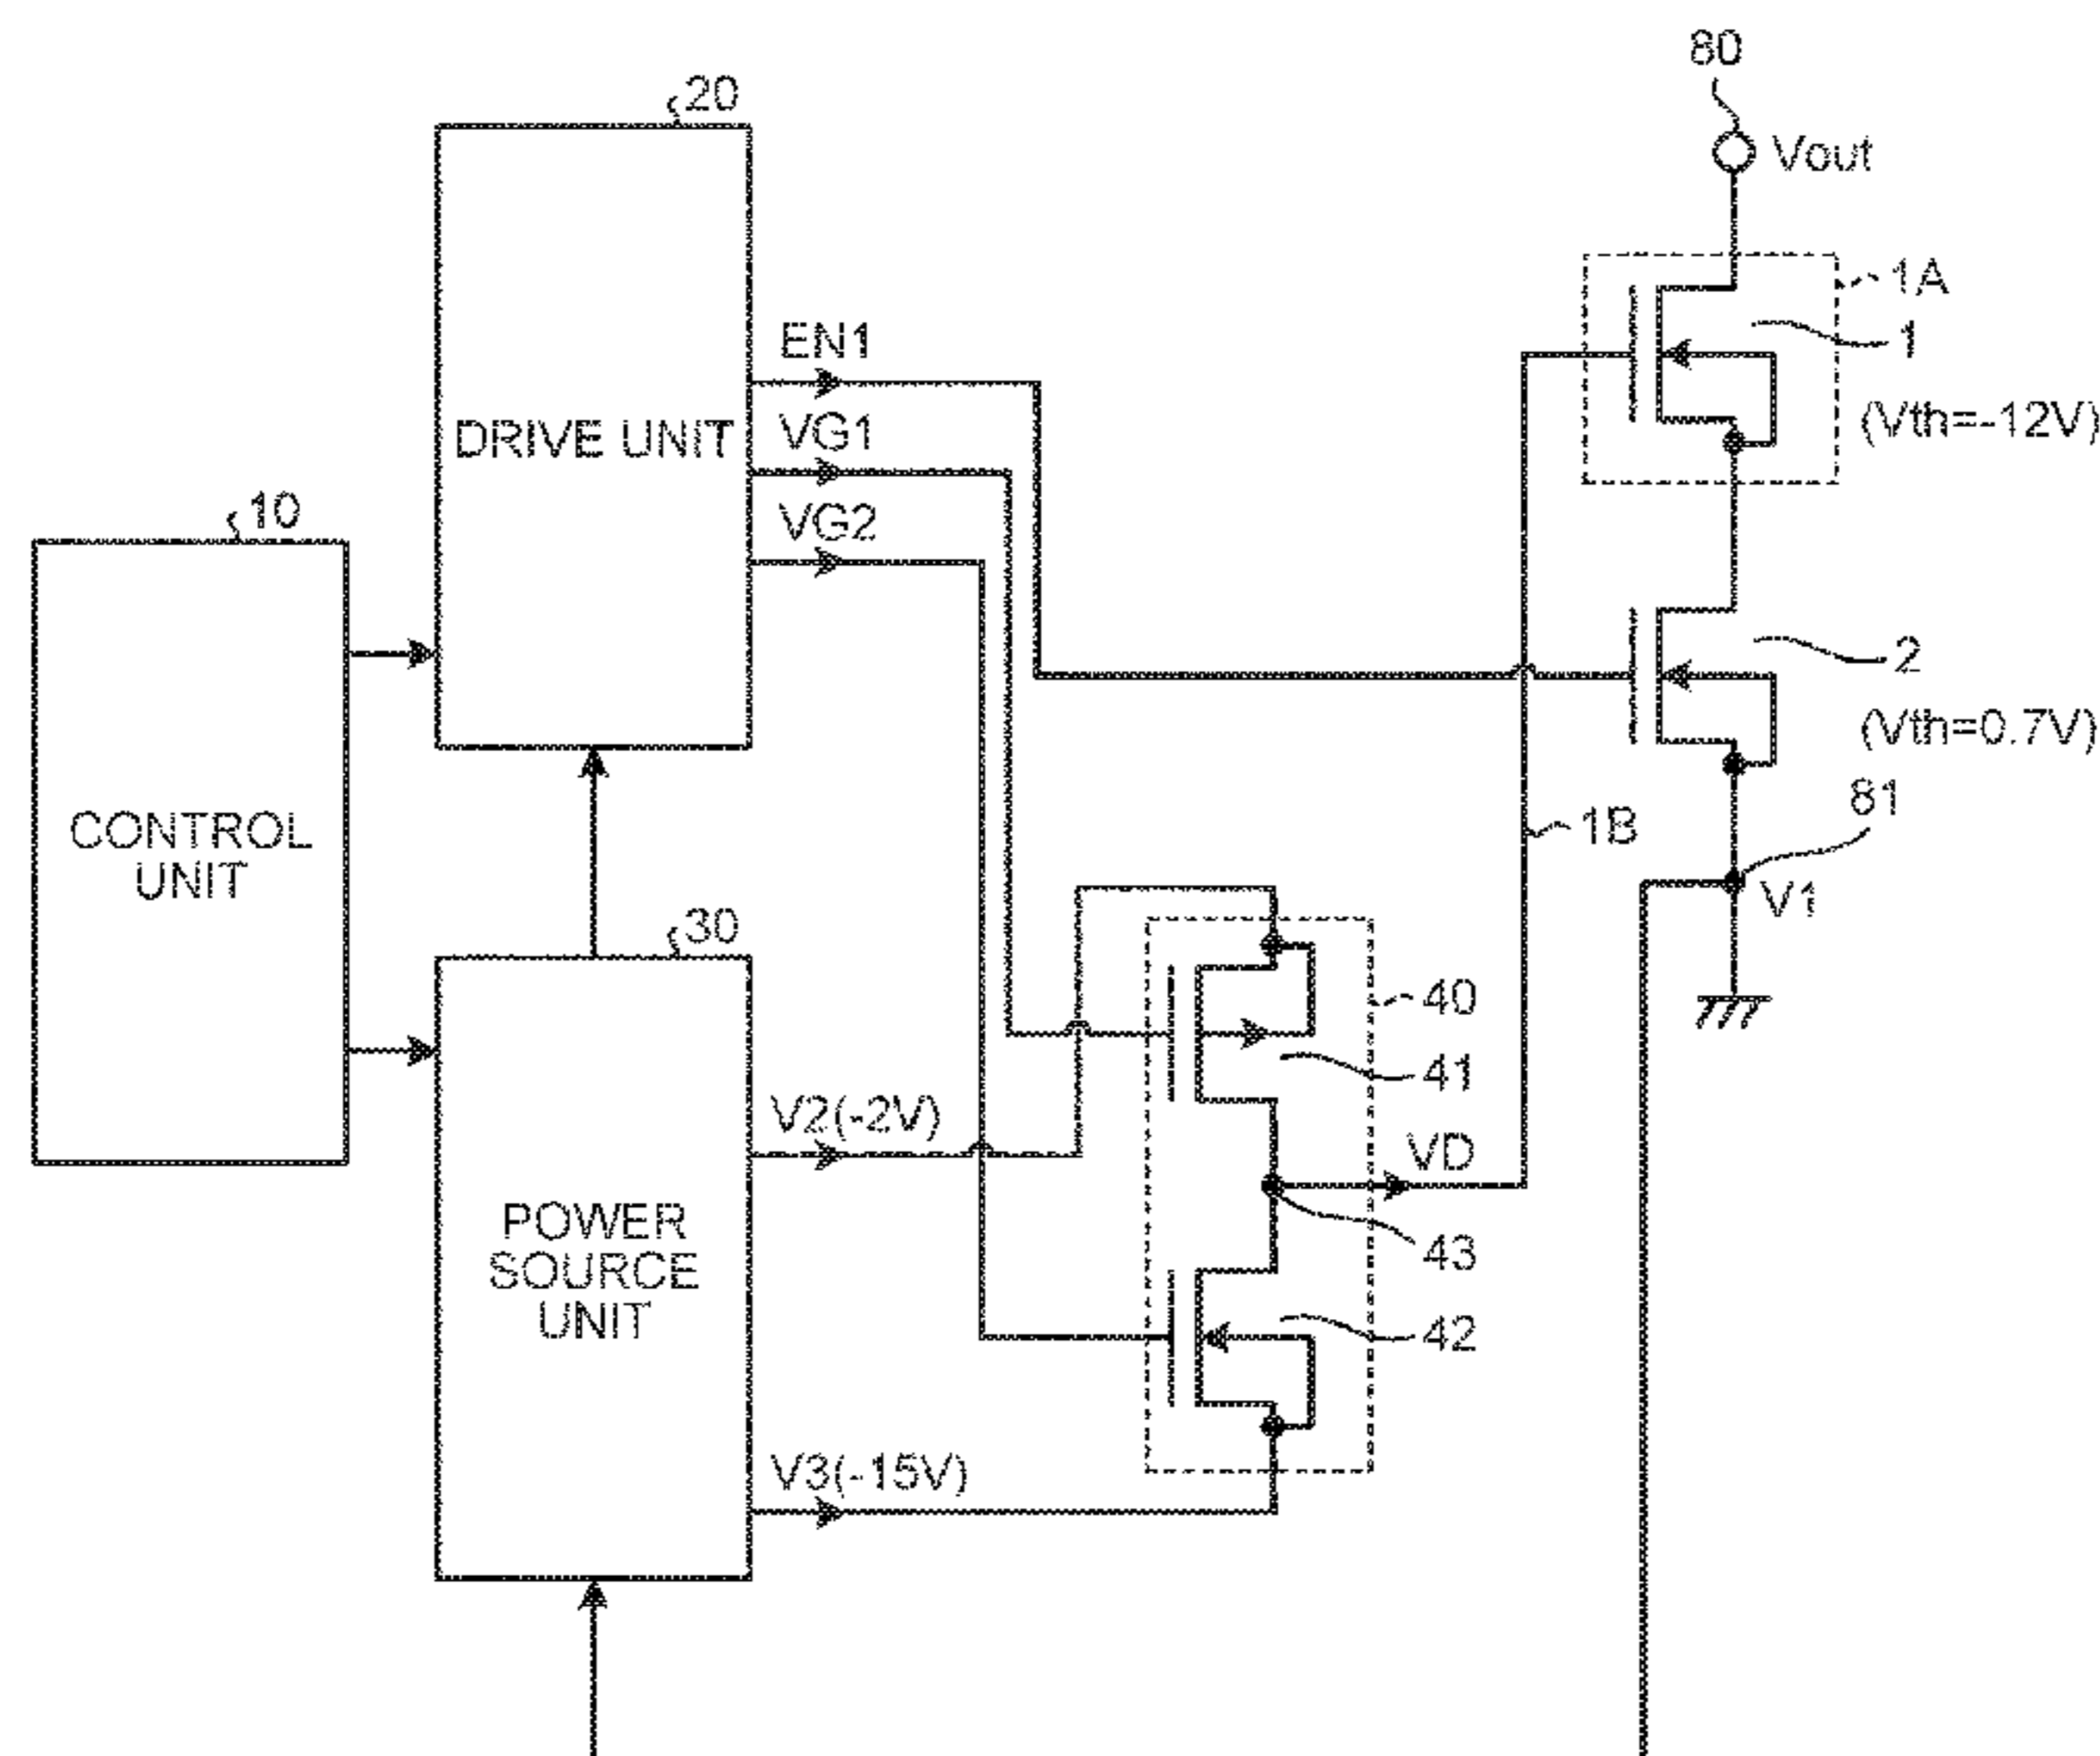 80
20
Vout
1A
EN1
1
VG1
(Vth=-12V)
DRIVE UNIT
10
VG2
2
(Vth=0.7V)
81
CONTROL
UNIT
1B
V1
30
40
41
V2(-2V)
VD
POWER
SOURCE
UNIT
43
42
V3(-15V)